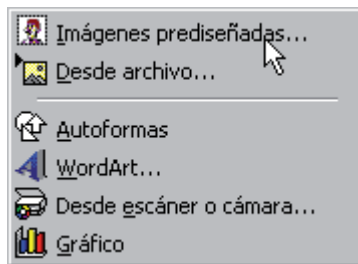 Imágenes prediseñadas...
Desde archivo...
Autoformas
WordArt...
Desde escáner o cámara...
Gráfico